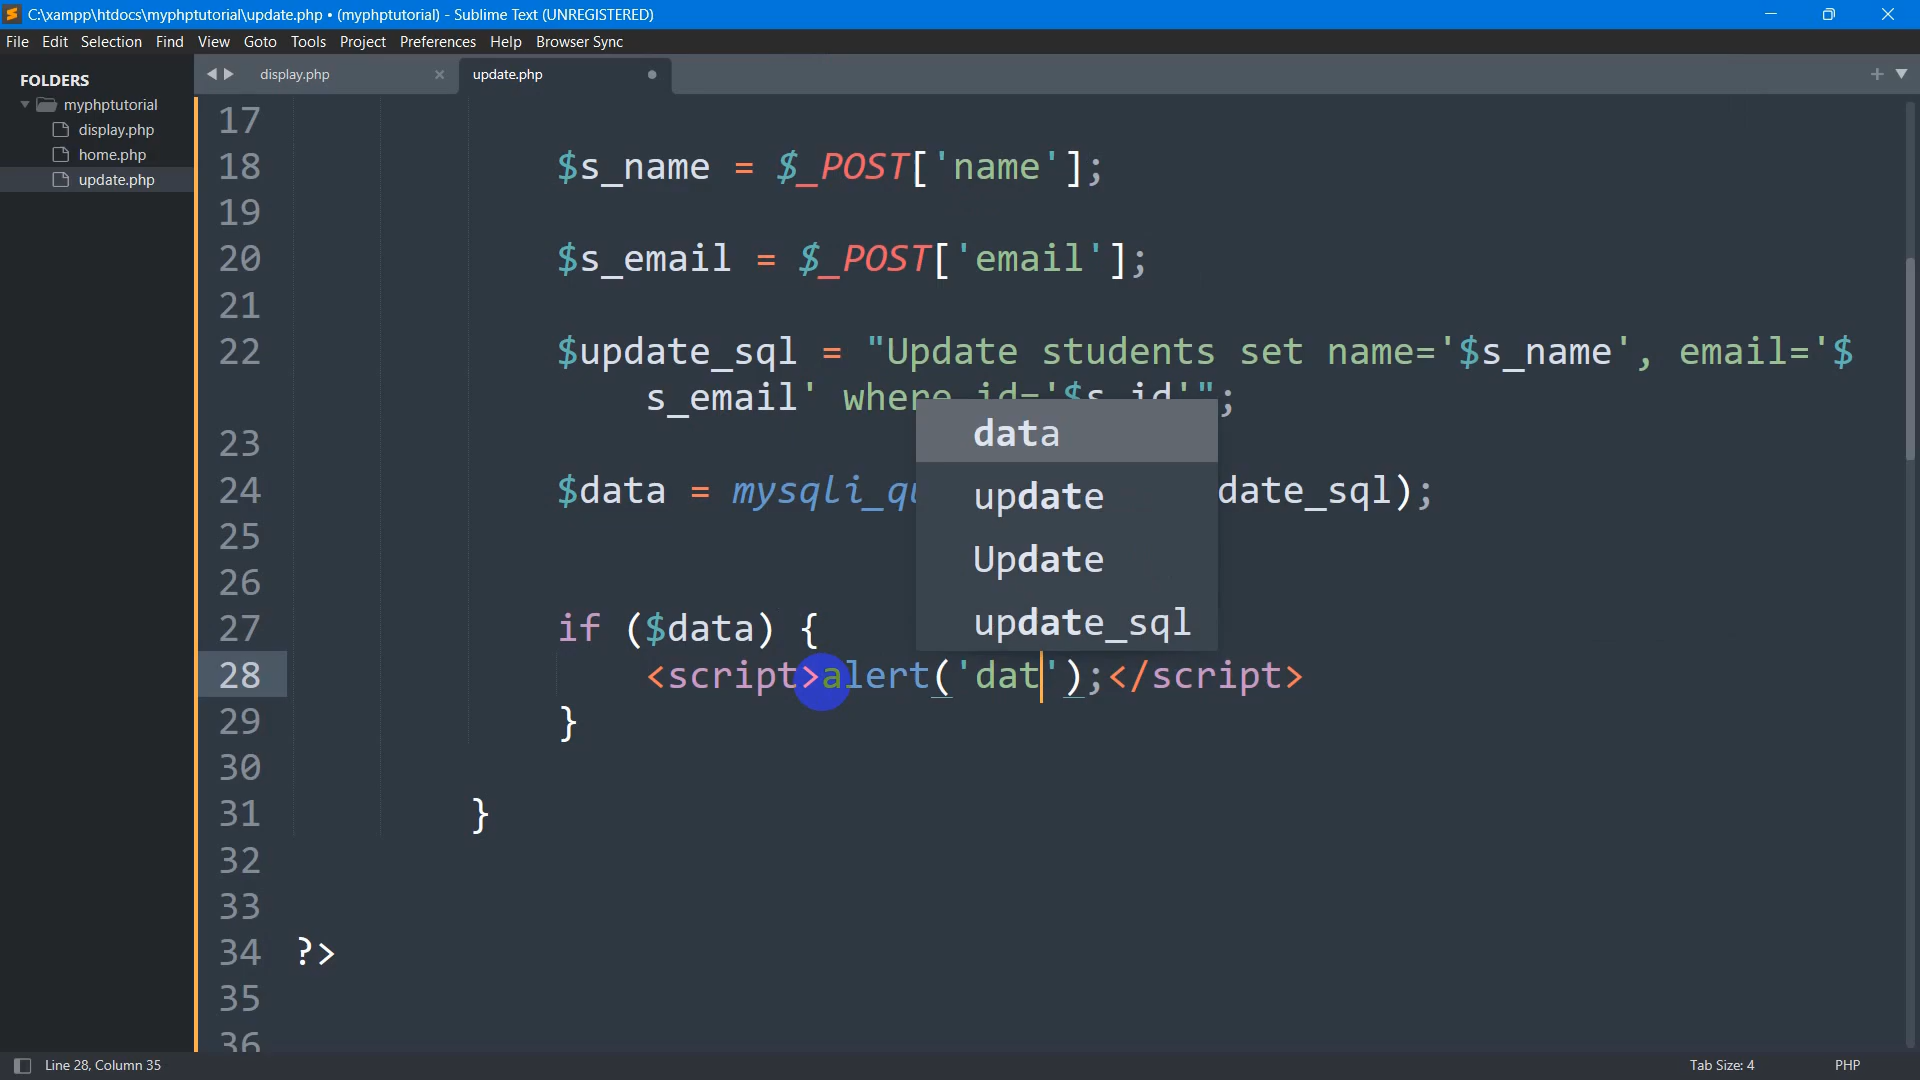 C:\xampp\htdocs\myphptutorial\update.php • (myphptutorial) - Sublime Text (UNREGISTERED)
File Edit Selection Find View Goto Tools Project Preferences Help Browser Sync
FOLDERS
myphptutorial
display.php
home.php
update.php
display.php update.php
17
18 $s_name = $_POST['name'];
19
20 $s_email = $_POST['email'];
21
22 $update_sql = "Update students set name='$s_name', email='$
s_email' where id='$s_id'";
23
24 $data = mysqli_qu date_sql);
25
26
27 if ($data) {
28 <script>alert('dat');</script>
29 }
30
31 }
32
33
34 ?>
35
36
data
update
Update
update_sql
Line 28, Column 35 Tab Size: 4 PHP